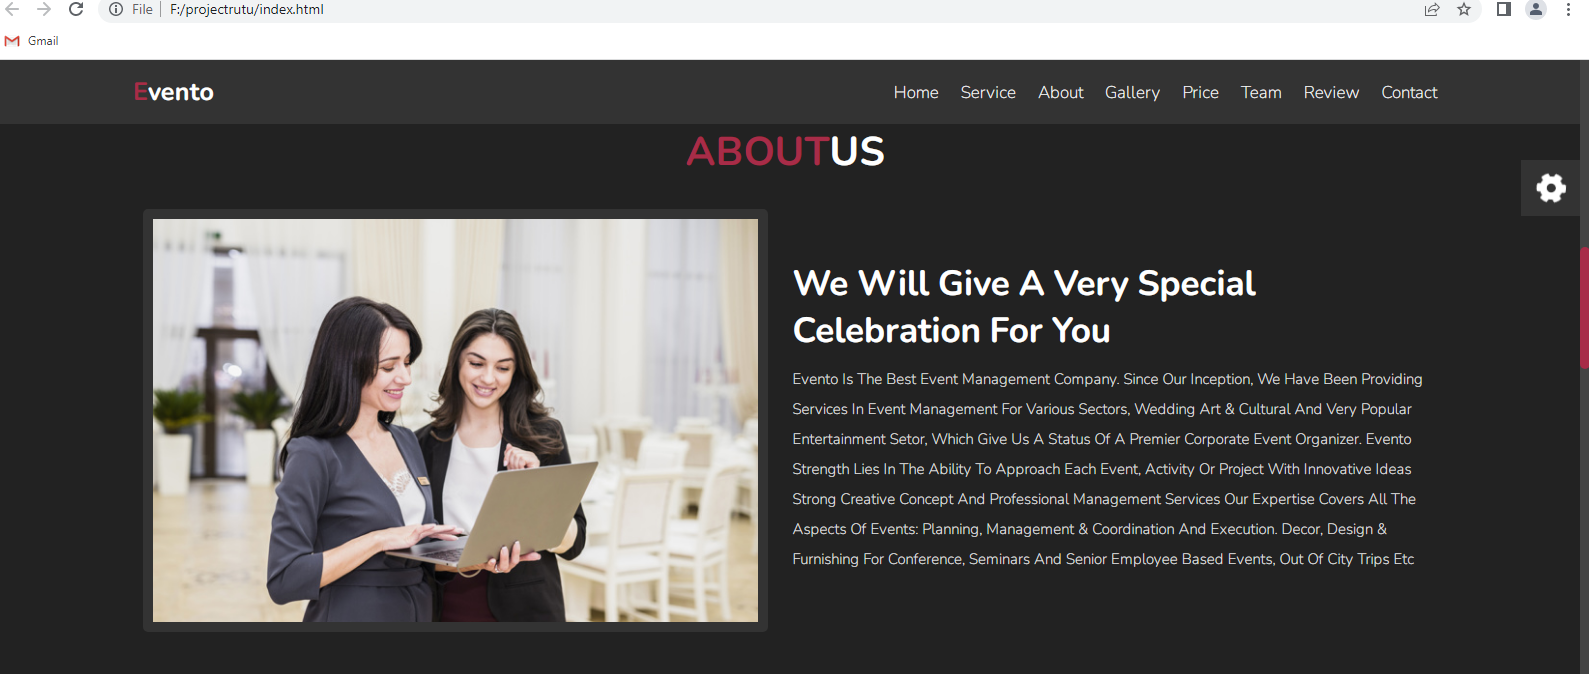 File F:/projectrutu/index.html
Gmail
Evento Home Service About Gallery Price Team Review Contact
ABOUTUS
We Will Give A Very Special
Celebration For You
Evento Is The Best Event Management Company. Since Our Inception, We Have Been Providing
Services In Event Management For Various Sectors, Wedding Art & Cultural And Very Popular
Entertainment Setor, Which Give Us A Status Of A Premier Corporate Event Organizer. Evento
Strength Lies In The Ability To Approach Each Event, Activity Or Project With Innovative Ideas
Strong Creative Concept And Professional Management Services Our Expertise Covers All The
Aspects Of Events: Planning, Management & Coordination And Execution. Decor, Design &
Furnishing For Conference, Seminars And Senior Employee Based Events, Out Of City Trips Etc